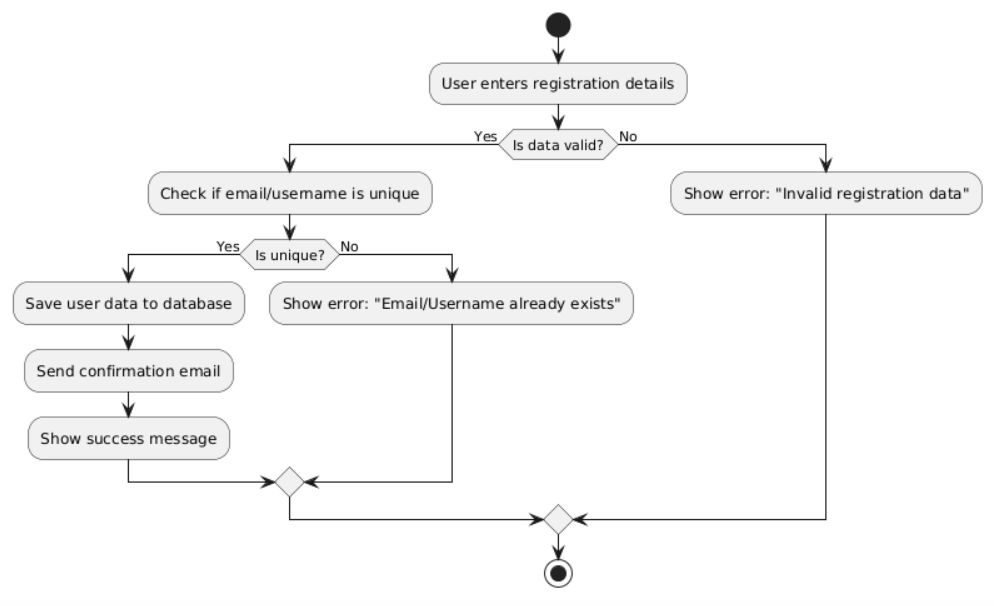 User enters registration details
Yes
Is data valid?
No
Check if email/username is unique
Show error: "Invalid registration data"
Yes
Is unique?
No
Save user data to database
Show error: "Email/Username already exists"
Send confirmation email
Show success message